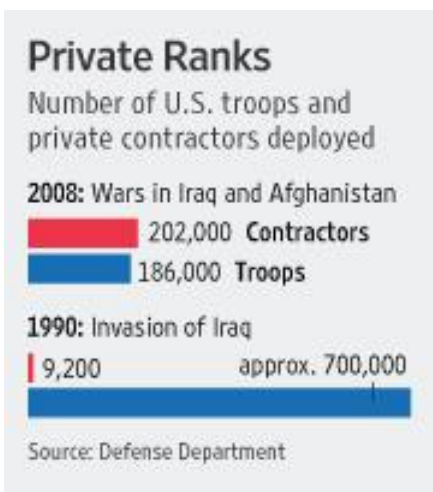 Private Ranks
Number of U.S. troops and
private contractors deployed
2008: Wars in Iraq and Afghanistan
202,000 Contractors
186,000 Troops
1990: Invasion of Iraq
9,200 approx. 700,000
Source: Defense Department